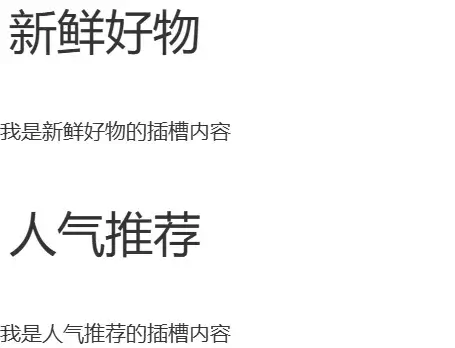 新鲜好物
我是新鲜好物的插槽内容
人气推荐
我是人气推荐的插槽内容